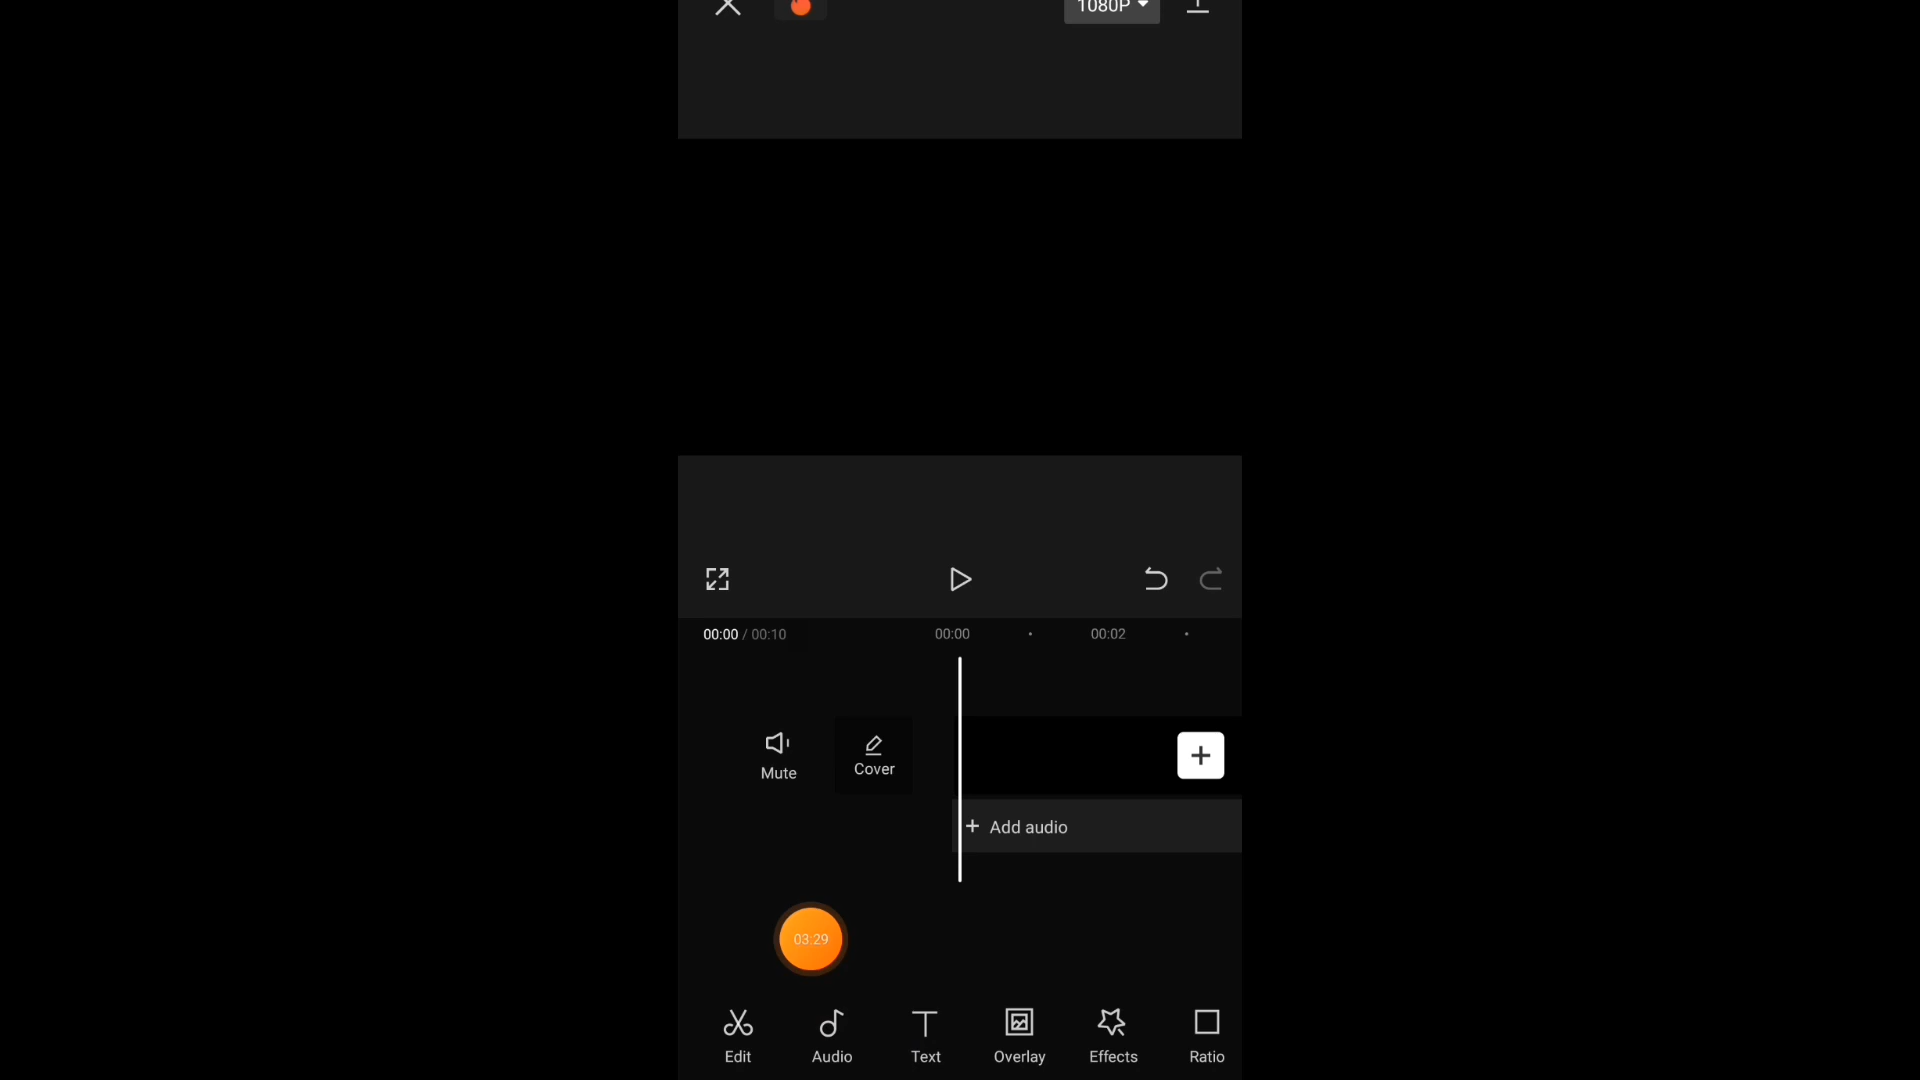 1080P
00:00 / 00:10 00:00 00:02
Mute
Cover
+ Add audio
03:29
Edit Audio Text Overlay Effects Ratio